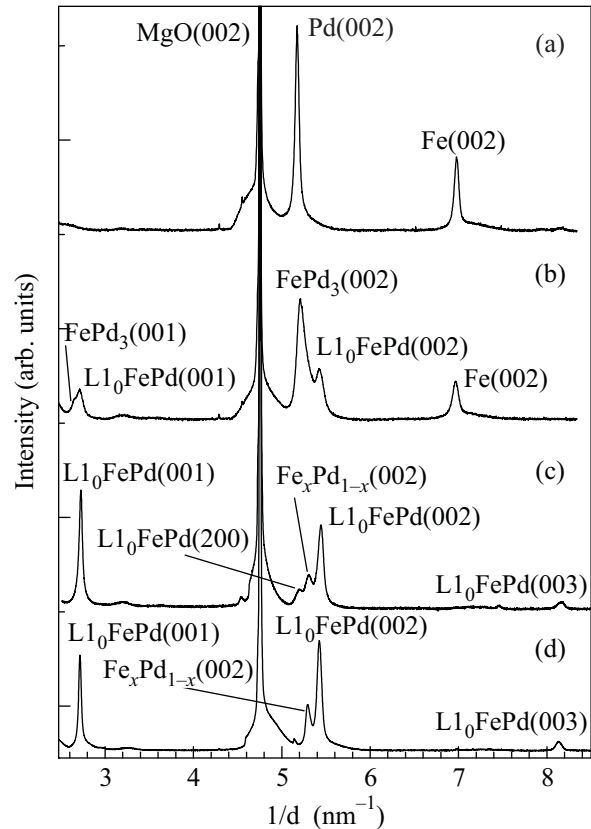 MgO(002)
Pd(002)
(a)
Fe(002)
(b)
FePd₃(002)
FePd₃(001)
L1₀FePd(002)
L1₀FePd(001)
Fe(002)
(c)
L1₀FePd(001)
FeₓPd₁₋ₓ(002)
L1₀FePd(002)
L1₀FePd(200)
L1₀FePd(003)
L1₀FePd(001)
L1₀FePd(002)
(d)
FeₓPd₁₋ₓ(002)
L1₀FePd(003)
Intensity (arb. units)
3 4 5 6 7 8
1/d (nm⁻¹)